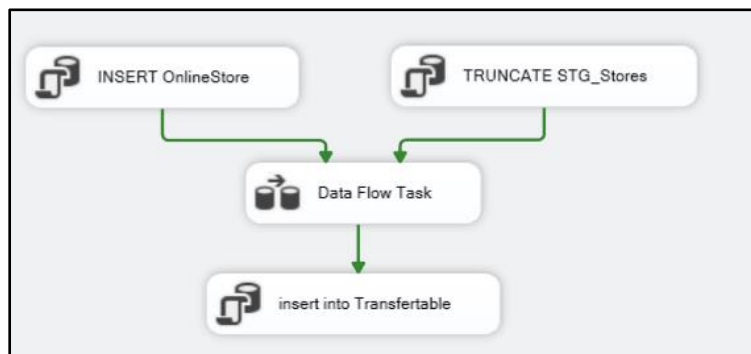 INSERT OnlineStore
TRUNCATE STG_Stores
Data Flow Task
insert into Transfertable